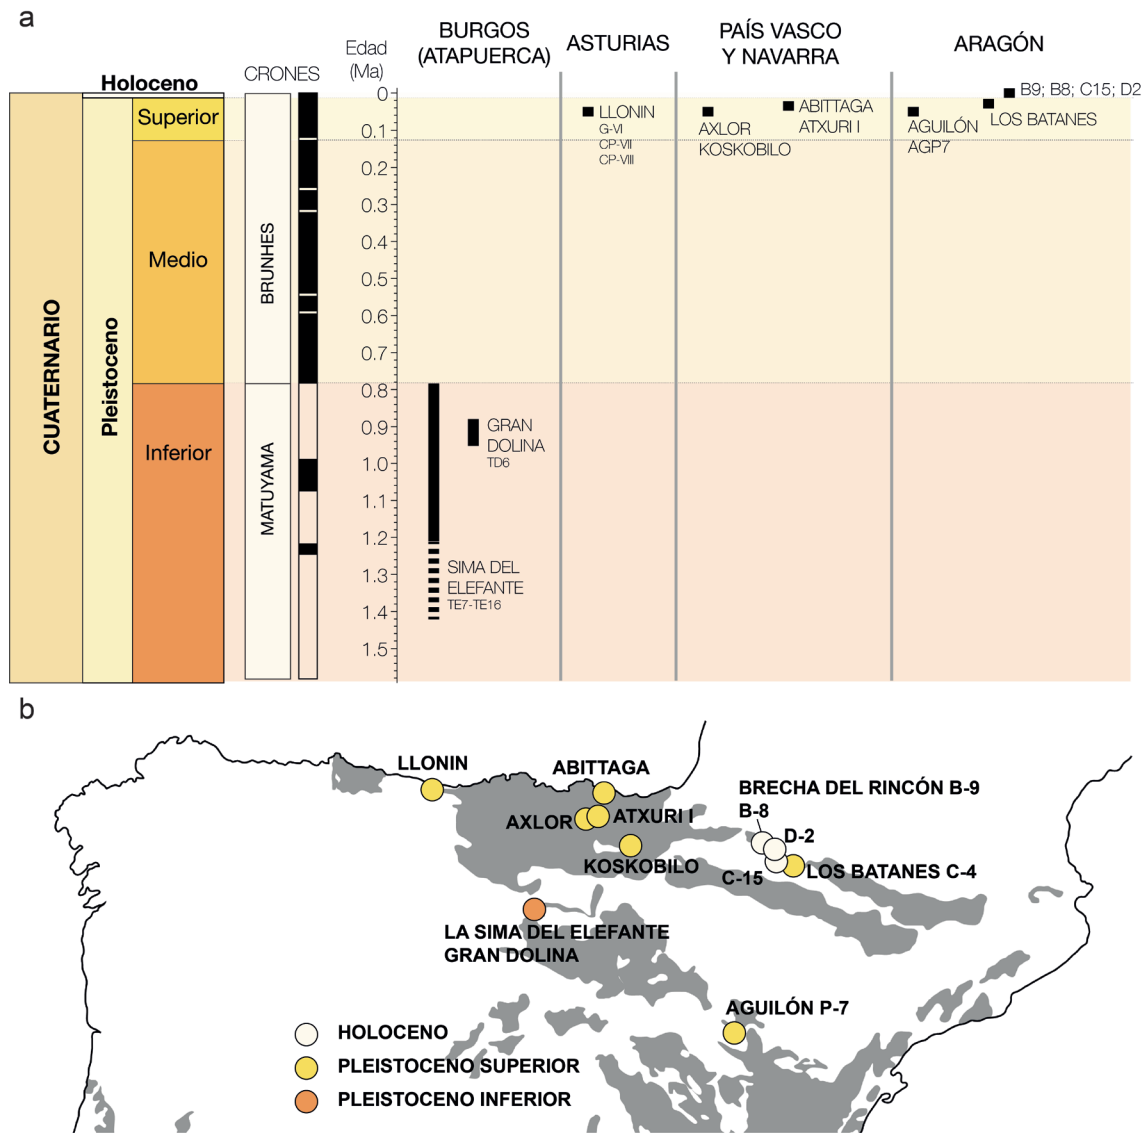 a
BURGOS
(ATAPUERCA)
ASTURIAS
PAÍS VASCO
Y NAVARRA
ARAGÓN
Edad
(Ma)
CRONES
Holoceno
Superior
Medio
Inferior
CUATERNARIO
Pleistoceno
BRUNHES
MATUYAMA
0
0.1
0.2
0.3
0.4
0.5
0.6
0.7
0.8
0.9
1.0
1.1
1.2
1.3
1.4
1.5
GRAN
DOLINA
TD6
SIMA DEL
ELEFANTE
TE7-TE16
LLONIN
G-VI
CP-VII
CP-VIII
AXLOR
KOSKOBILO
ABITTAGA
ATXURI I
B9; B8; C15; D2
LOS BATANES
AGUILÓN
AGP7
b
LLONIN
ABITTAGA
AXLOR
ATXURI I
KOSKOBILO
BRECHA DEL RINCÓN B-9
B-8
D-2
C-15
LOS BATANES C-4
LA SIMA DEL ELEFANTE
GRAN DOLINA
AGUILÓN P-7
HOLOCENO
PLEISTOCENO SUPERIOR
PLEISTOCENO INFERIOR